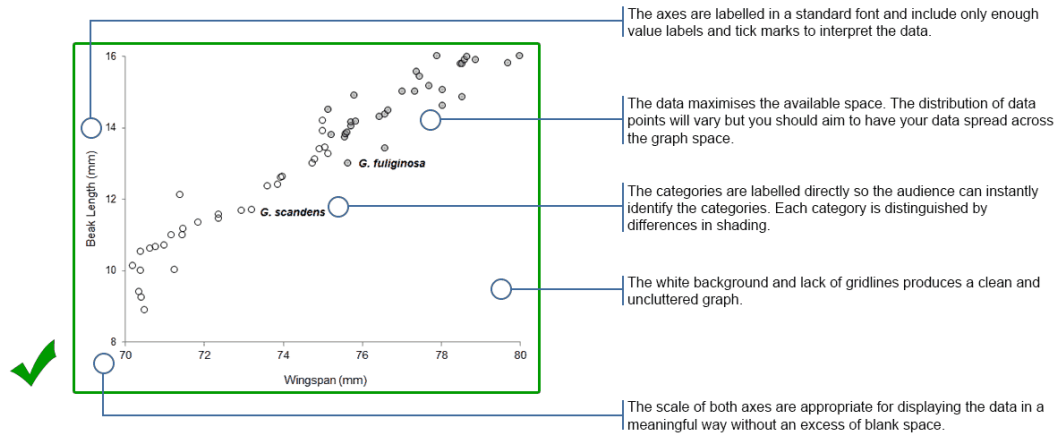 The axes are labelled in a standard font and include only enough
value labels and tick marks to interpret the data.
16
14
12
10
8
Beak Length (mm)
G. fuliginosa
G. scandens
70 72 74 76 78 80
Wingspan (mm)
The data maximises the available space. The distribution of data
points will vary but you should aim to have your data spread across
the graph space.
The categories are labelled directly so the audience can instantly
identify the categories. Each category is distinguished by
differences in shading.
The white background and lack of gridlines produces a clean and
uncluttered graph.
The scale of both axes are appropriate for displaying the data in a
meaningful way without an excess of blank space.